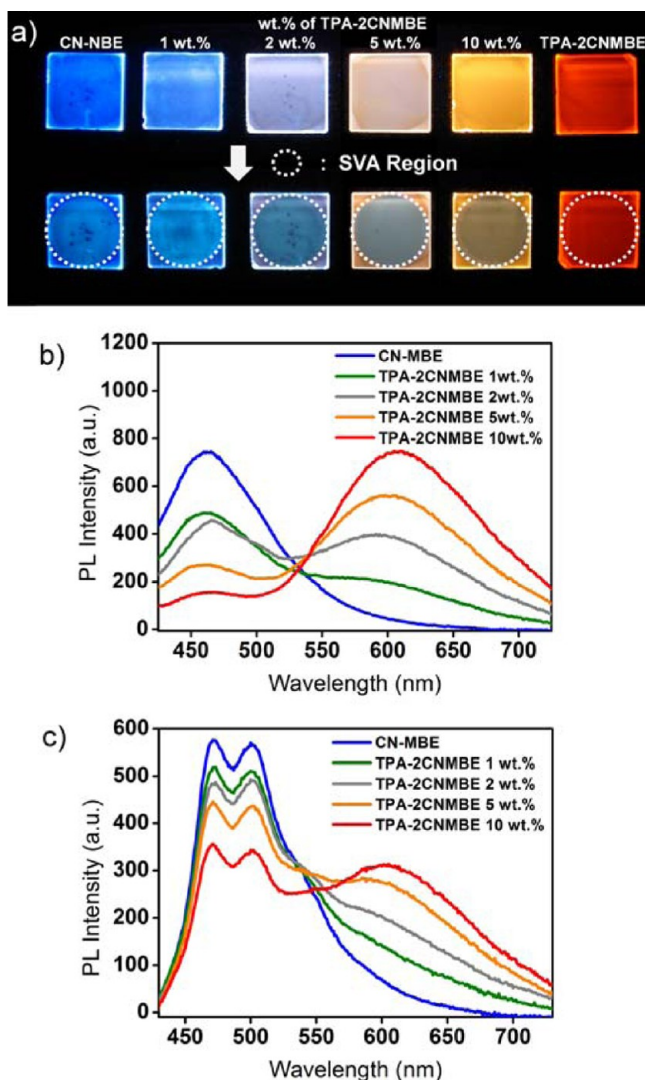 a)
wt.% of TPA-2CNMBE
CN-NBE 1 wt.% 2 wt.% 5 wt.% 10 wt.% TPA-2CNMBE
: SVA Region
b)
1200
1000
800
600
400
200
0
PL Intensity (a.u.)
CN-MBE
TPA-2CNMBE 1wt.%
TPA-2CNMBE 2wt.%
TPA-2CNMBE 5wt.%
TPA-2CNMBE 10wt.%
450 500 550 600 650 700
Wavelength (nm)
c)
600
500
400
300
200
100
0
PL Intensity (a.u.)
CN-MBE
TPA-2CNMBE 1 wt.%
TPA-2CNMBE 2 wt.%
TPA-2CNMBE 5 wt.%
TPA-2CNMBE 10 wt.%
450 500 550 600 650 700
Wavelength (nm)